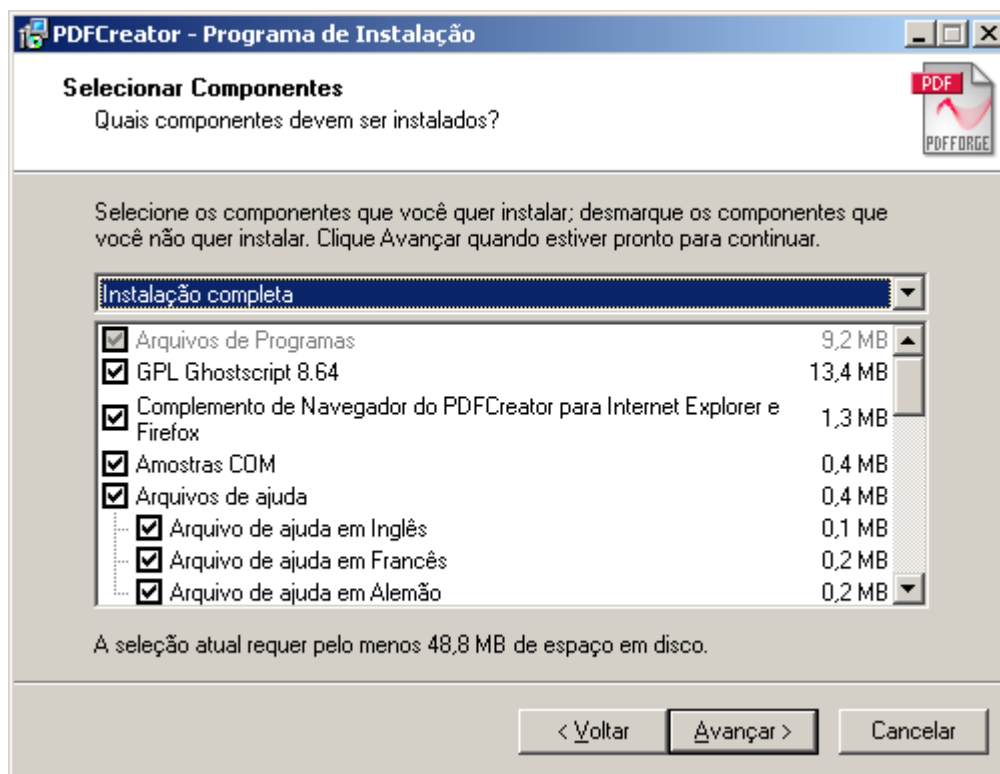 PDFCreator - Programa de Instalação
Selecionar Componentes
Quais componentes devem ser instalados?
PDF
PDFFORGE
Selecione os componentes que você quer instalar; desmarque os componentes que
você não quer instalar. Clique Avançar quando estiver pronto para continuar.
Instalação completa
Arquivos de Programas 9,2 MB
GPL Ghostscript 8.64 13,4 MB
Complemento de Navegador do PDFCreator para Internet Explorer e
Firefox 1,3 MB
Amostras COM 0,4 MB
Arquivos de ajuda 0,4 MB
Arquivo de ajuda em Inglês 0,1 MB
Arquivo de ajuda em Francês 0,2 MB
Arquivo de ajuda em Alemão 0,2 MB
A seleção atual requer pelo menos 48,8 MB de espaço em disco.
< Voltar Avançar > Cancelar